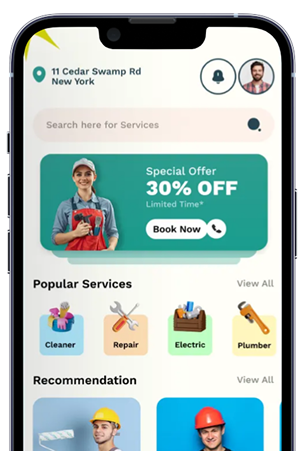 11 Cedar Swamp Rd
New York
Search here for Services
Special Offer
30% OFF
Limited Time*
Book Now
Popular Services
View All
Cleaner
Repair
Electric
Plumber
Recommendation
View All